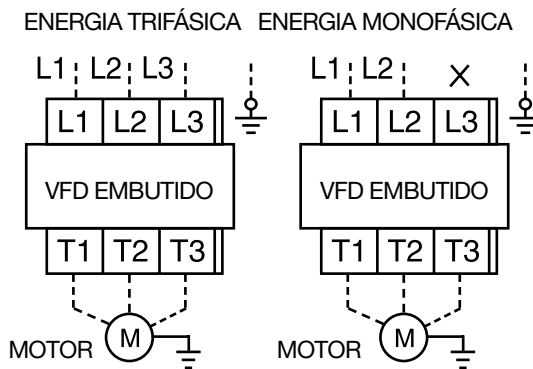 ENERGIA TRIFÁSICA
L1 L2 L3
L1 L2 L3
VFD EMBUTIDO
T1 T2 T3
M
MOTOR
ENERGIA MONOFÁSICA
L1 L2 X
L1 L2 L3
VFD EMBUTIDO
T1 T2 T3
M
MOTOR